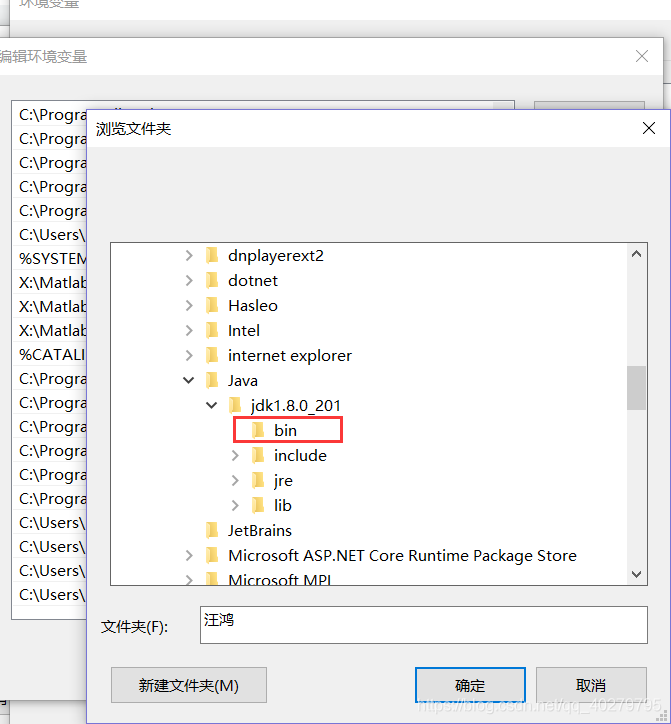 环境变量
编辑环境变量
C:\Progra
浏览文件夹
C:\Progra
C:\Progra
C:\Progra
C:\Progra
C:\Users\
%SYSTEM
X:\Matlab
X:\Matlab
X:\Matlab
%CATALI
C:\Progra
C:\Progra
C:\Progra
C:\Progra
C:\Progra
C:\Progra
C:\Users\
C:\Users\
C:\Users\
C:\Users\
dnplayerext2
dotnet
Hasleo
Intel
internet explorer
Java
jdk1.8.0_201
bin
include
jre
lib
JetBrains
Microsoft ASP.NET Core Runtime Package Store
Microsoft MPI
文件夹(F):
汪鸿
新建文件夹(M)
确定
取消
https://blog.csdn.net/qq_40279795